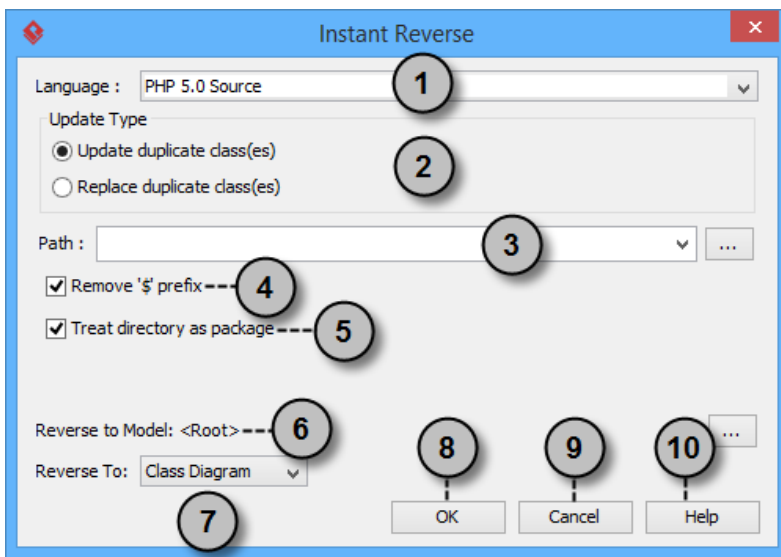 Instant Reverse
Language : PHP 5.0 Source 1
Update Type
Update duplicate class(es)
2
Replace duplicate class(es)
Path : 3 ...
Remove '$' prefix 4
Treat directory as package 5
Reverse to Model: <Root> 6 ...
Reverse To: Class Diagram
7 8 9 10
OK Cancel Help